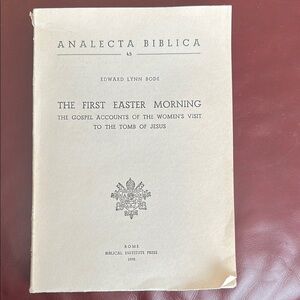 ANALECTA BIBLICA
45
EDWARD LYNN BODE
THE FIRST EASTER MORNING
THE GOSPEL ACCOUNTS OF THE WOMEN'S VISIT
TO THE TOMB OF JESUS
ROME
BIBLICAL INSTITUTE PRESS
1970